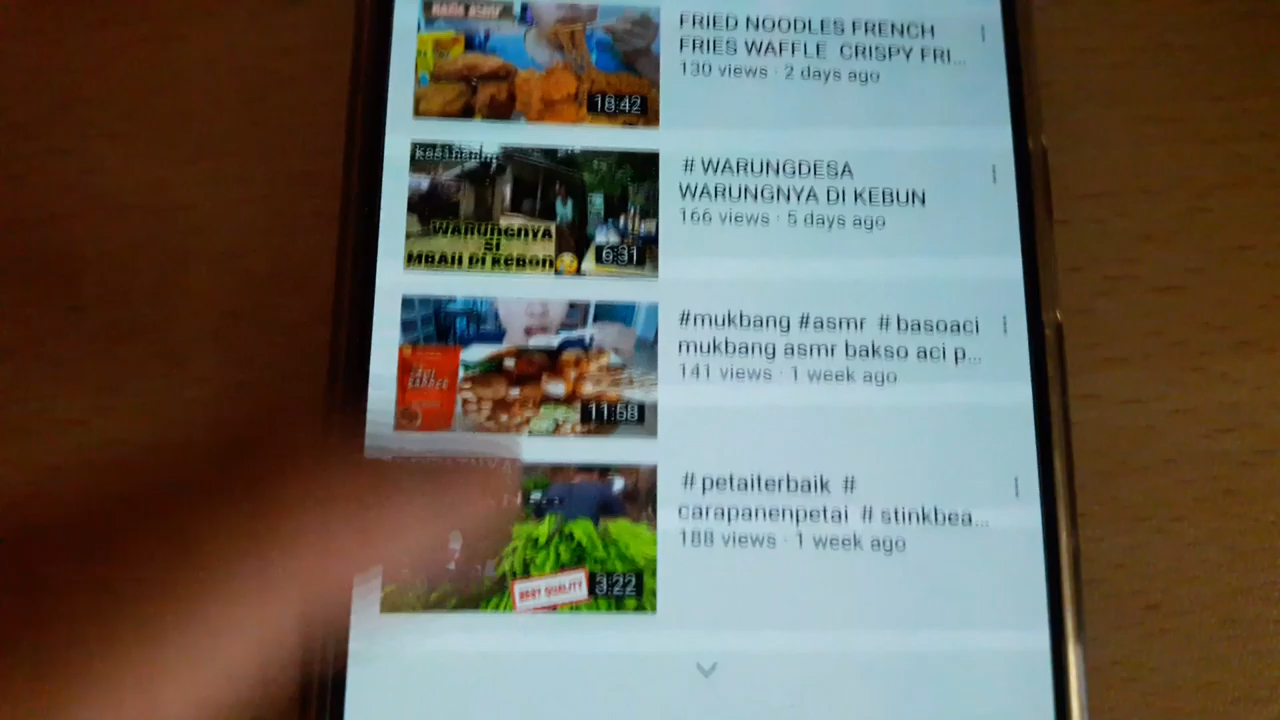 FRIED NOODLES FRENCH
FRIES WAFFLE CRISPY FRI...
130 views · 2 days ago
18:42
kasihan
WARUNGNYA
SI
MBAH DI KEBON
6:31
# WARUNGDESA
WARUNGNYA DI KEBUN
166 views · 5 days ago
11:58
#mukbang #asmr #basoaci
mukbang asmr bakso aci p...
141 views · 1 week ago
BEST QUALITY
3:22
#petaiterbaik #
carapanenpetai #stinkbea...
188 views · 1 week ago